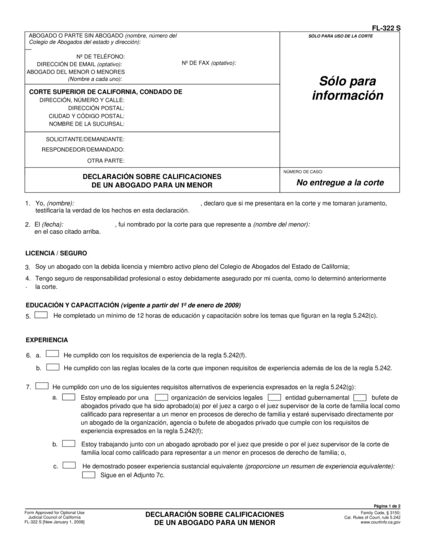 FL-322 S
ABOGADO O PARTE SIN ABOGADO (nombre, número del
Colegio de Abogados del estado y dirección):
SÓLO PARA USO DE LA CORTE
Nº DE TELÉFONO:
Nº DE FAX (optativo):
DIRECCIÓN DE EMAIL (optativo):
ABOGADO DEL MENOR O MENORES
(Nombre a cada uno):
Sólo para
información
CORTE SUPERIOR DE CALIFORNIA, CONDADO DE
DIRECCIÓN, NÚMERO Y CALLE:
DIRECCIÓN POSTAL:
CIUDAD Y CÓDIGO POSTAL:
NOMBRE DE LA SUCURSAL:
SOLICITANTE/DEMANDANTE:
RESPONDEDOR/DEMANDADO:
OTRA PARTE:
DECLARACIÓN SOBRE CALIFICACIONES
DE UN ABOGADO PARA UN MENOR
NÚMERO DE CASO:
No entregue a la corte
1. Yo, (nombre): , declaro que si me presentara en la corte y me tomaran juramento,
testificaría la verdad de los hechos en esta declaración.
2. El (fecha): , fui nombrado por la corte para que represente a (nombre del menor):
en el caso citado arriba.
LICENCIA / SEGURO
3. Soy un abogado con la debida licencia y miembro activo pleno del Colegio de Abogados del Estado de California;
4. Tengo seguro de responsabilidad profesional o estoy debidamente asegurado por mi cuenta, como lo determinó anteriormente
. la corte.
EDUCACIÓN Y CAPACITACIÓN (vigente a partir del 1º de enero de 2009)
5. He completado un mínimo de 12 horas de educación y capacitación sobre los temas que figuran en la regla 5.242(c).
EXPERIENCIA
6. a. He cumplido con los requisitos de experiencia de la regla 5.242(f).
b. He cumplido con las reglas locales de la corte que imponen requisitos de experiencia además de los de la regla 5.242.
7. He cumplido con uno de los siguientes requisitos alternativos de experiencia expresados en la regla 5.242(g):
a. Estoy empleado por una organización de servicios legales entidad gubernamental bufete de
abogados privado que ha sido aprobado(a) por el juez a cargo o el juez supervisor de la corte de familia local como
calificado para representar a un menor en procesos de derecho de familia y estaré supervisado directamente por
un abogado de la organización, agencia o bufete de abogados privado que cumple con los requisitos de
experiencia expresados en la regla 5.242(f);
b. Estoy trabajando junto con un abogado aprobado por el juez que preside o por el juez supervisor de la corte de
familia local como calificado para representar a un menor en procesos de derecho de familia; o,
c. He demostrado poseer experiencia sustancial equivalente (proporcione un resumen de experiencia equivalente):
Sigue en el Adjunto 7c.
Página 1 de 2
Form Approved for Optional Use
Judicial Council of California
FL-322 S [New January 1, 2008]
DECLARACIÓN SOBRE CALIFICACIONES
DE UN ABOGADO PARA UN MENOR
Family Code, § 3150;
Cal. Rules of Court, rule 5.242
www.courtinfo.ca.gov